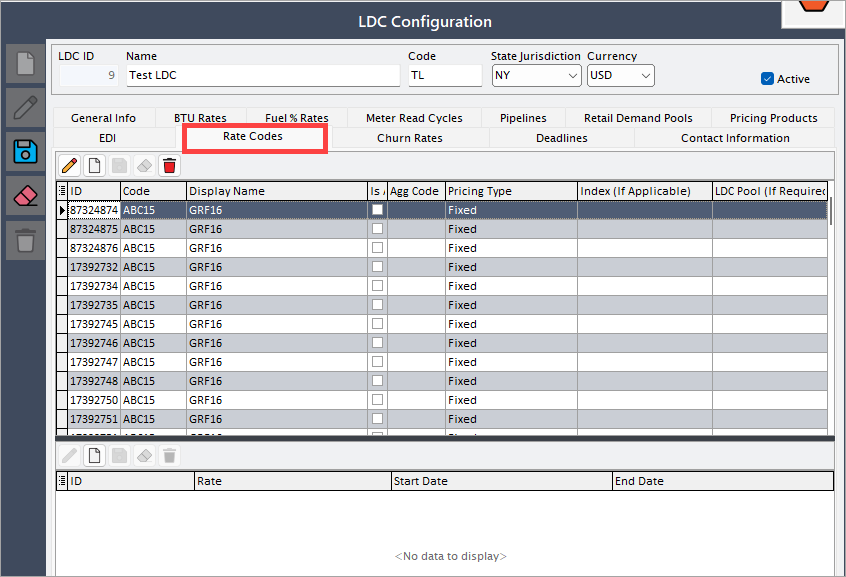 LDC Configuration
LDC ID Name Code State Jurisdiction Currency
9 Test LDC TL NY USD Active
General Info BTU Rates Fuel % Rates Meter Read Cycles Pipelines Retail Demand Pools Pricing Products
EDI Rate Codes Churn Rates Deadlines Contact Information
ID Code Display Name Is Agg Code Pricing Type Index (If Applicable) LDC Pool (If Required
87324874 ABC15 GRF16 Fixed
87324875 ABC15 GRF16 Fixed
87324876 ABC15 GRF16 Fixed
17392732 ABC15 GRF16 Fixed
17392734 ABC15 GRF16 Fixed
17392735 ABC15 GRF16 Fixed
17392745 ABC15 GRF16 Fixed
17392746 ABC15 GRF16 Fixed
17392747 ABC15 GRF16 Fixed
17392748 ABC15 GRF16 Fixed
17392750 ABC15 GRF16 Fixed
17392751 ABC15 GRF16 Fixed
ID Rate Start Date End Date
<No data to display>